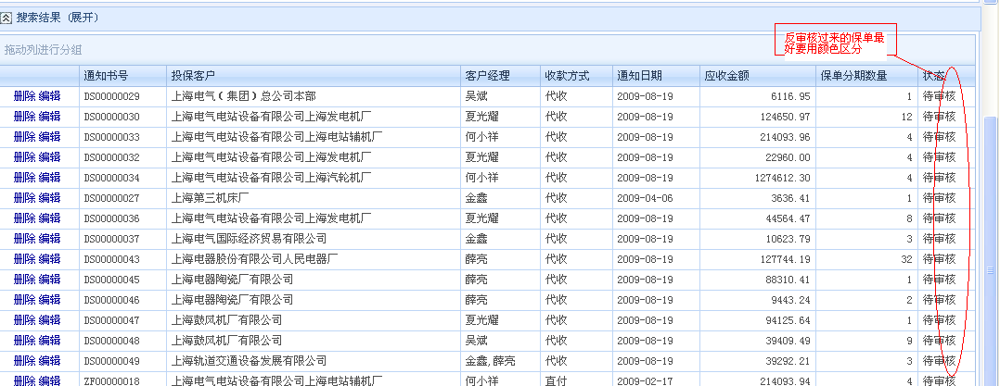 搜索结果 (展开)
反审核过来的保单最
好要用颜色区分
拖动列进行分组
通知书号 投保客户 客户经理 收款方式 通知日期 应收金额 保单分期数量 状态
删除 编辑 DS00000029 上海电气(集团)总公司本部 吴斌 代收 2009-08-19 6116.95 1 待审核
删除 编辑 DS00000030 上海电气电站设备有限公司上海发电机厂 夏光耀 代收 2009-08-19 124650.97 12 待审核
删除 编辑 DS00000033 上海电气电站设备有限公司上海电站辅机厂 何小祥 代收 2009-08-19 214093.96 4 待审核
删除 编辑 DS00000032 上海电气电站设备有限公司上海发电机厂 夏光耀 代收 2009-08-19 22960.00 4 待审核
删除 编辑 DS00000034 上海电气电站设备有限公司上海汽轮机厂 何小祥 代收 2009-08-19 1274612.30 4 待审核
删除 编辑 DS00000027 上海第三机床厂 金鑫 代收 2009-04-06 3636.41 1 待审核
删除 编辑 DS00000036 上海电气电站设备有限公司上海发电机厂 夏光耀 代收 2009-08-19 44564.47 8 待审核
删除 编辑 DS00000037 上海电气国际经济贸易有限公司 金鑫 代收 2009-08-19 10623.79 3 待审核
删除 编辑 DS00000043 上海电器股份有限公司人民电器厂 薛亮 代收 2009-08-19 127744.19 32 待审核
删除 编辑 DS00000045 上海电器陶瓷厂有限公司 薛亮 代收 2009-08-19 88310.41 1 待审核
删除 编辑 DS00000046 上海电器陶瓷厂有限公司 薛亮 代收 2009-08-19 9443.24 2 待审核
删除 编辑 DS00000047 上海鼓风机厂有限公司 夏光耀 代收 2009-08-19 94125.64 1 待审核
删除 编辑 DS00000048 上海鼓风机厂有限公司 吴斌 代收 2009-08-19 39409.49 9 待审核
删除 编辑 DS00000049 上海轨道交通设备发展有限公司 金鑫,薛亮 代收 2009-08-19 39292.21 3 待审核
删除 编辑 ZF00000018 上海电气电站设备有限公司上海电站辅机厂 何小祥 直付 2009-02-17 214093.94 4 待审核